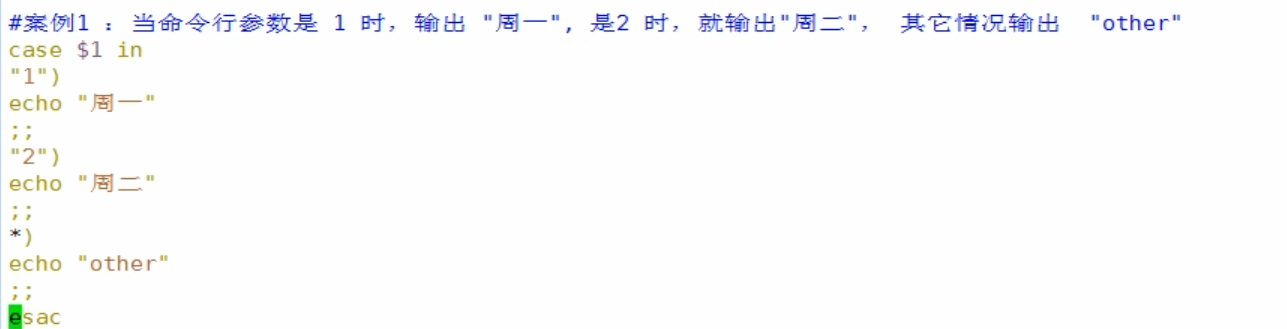 #案例1 ：当命令行参数是 1 时，输出 "周一", 是2 时，就输出"周二"， 其它情况输出  "other"
case $1 in
"1")
echo "周一"
;;
"2")
echo "周二"
;;
*)
echo "other"
;;
esac